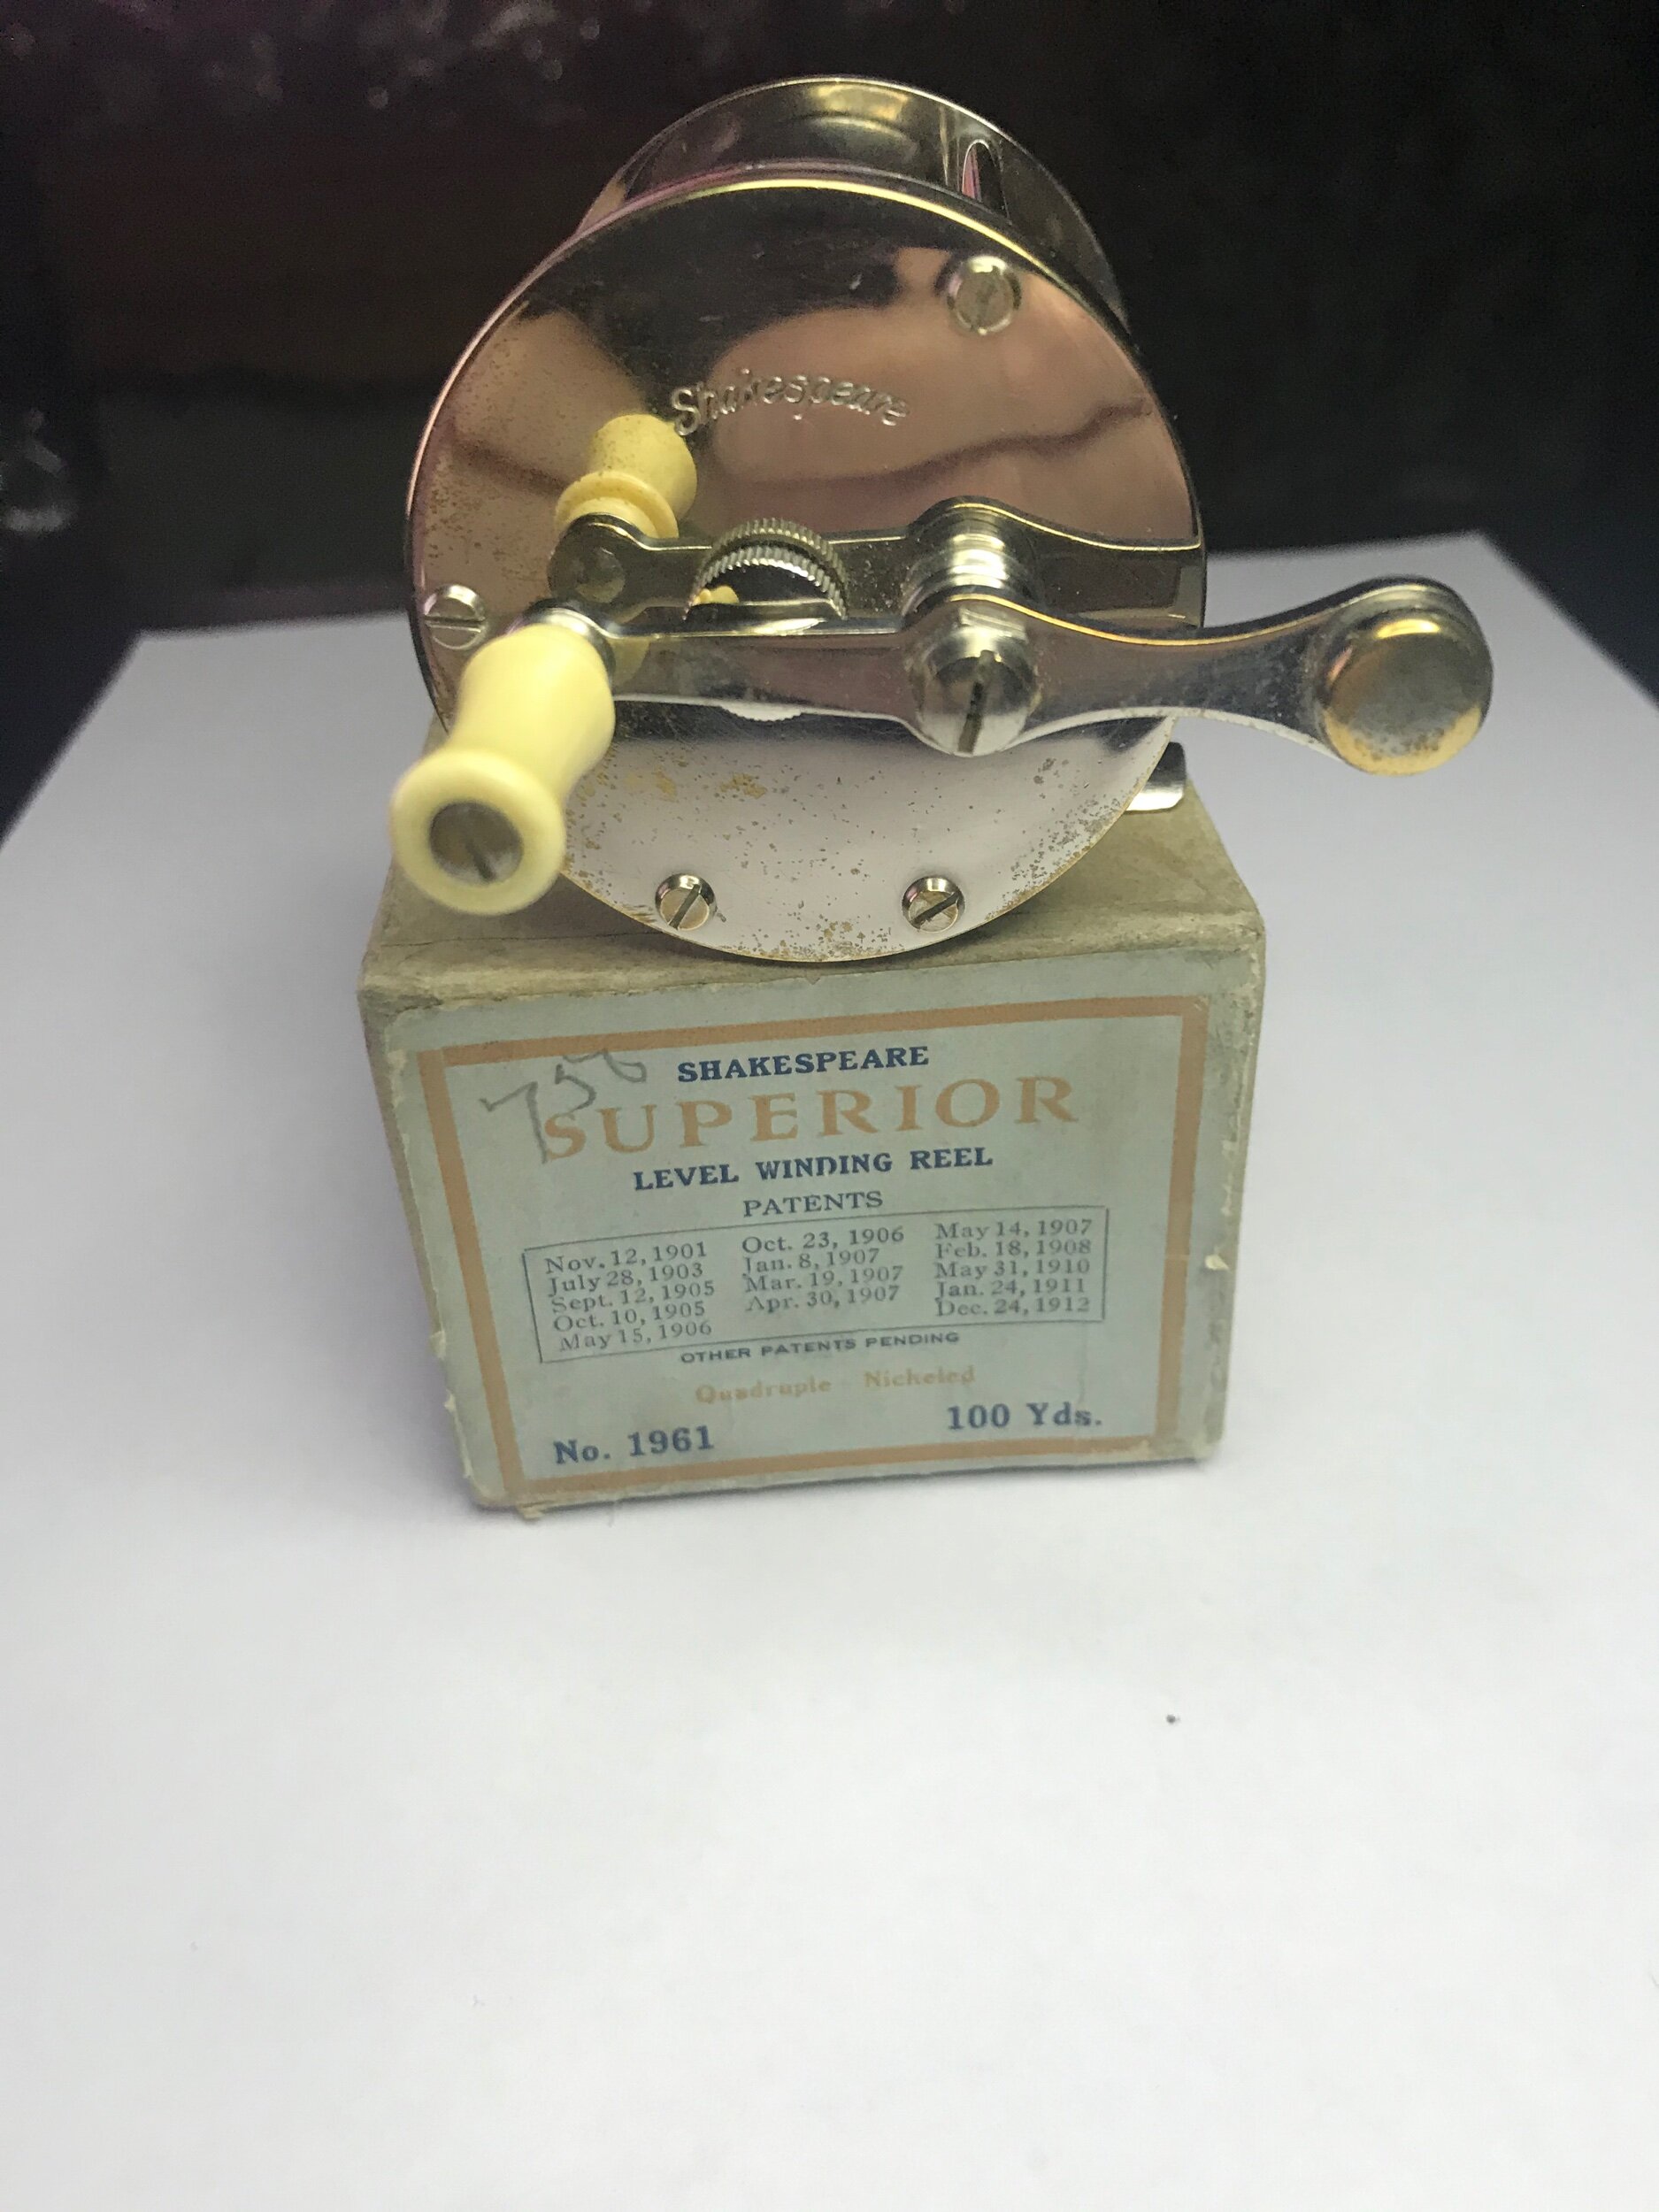 Shakespeare
SHAKESPEARE
SUPERIOR
LEVEL WINDING REEL
PATENTS
Nov. 12, 1901
July 28, 1903
Sept. 12, 1905
Oct. 10, 1905
May 15, 1906
Oct. 23, 1906
Jan. 8, 1907
Mar. 19, 1907
Apr. 30, 1907
May 14, 1907
Feb. 18, 1908
May 31, 1910
Jan. 24, 1911
Dec. 24, 1912
OTHER PATENTS PENDING
Quadruple Nickeled
No. 1961 100 Yds.